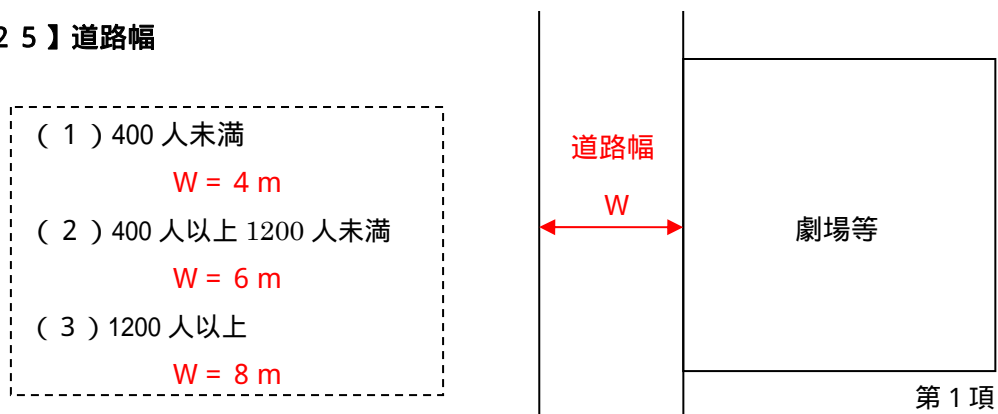 ２５】道路幅
（１）400 人未満
W = 4 m
（２）400 人以上 1200 人未満
W = 6 m
（３）1200 人以上
W = 8 m
道路幅
W
劇場等
第１項